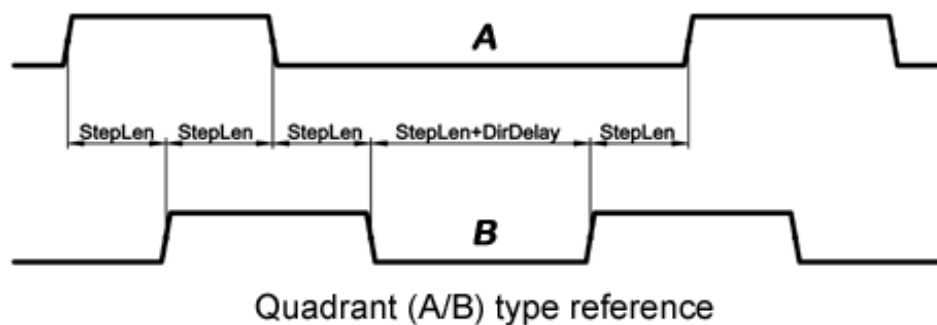 A
StepLen StepLen StepLen StepLen+DirDelay StepLen
B
Quadrant (A/B) type reference